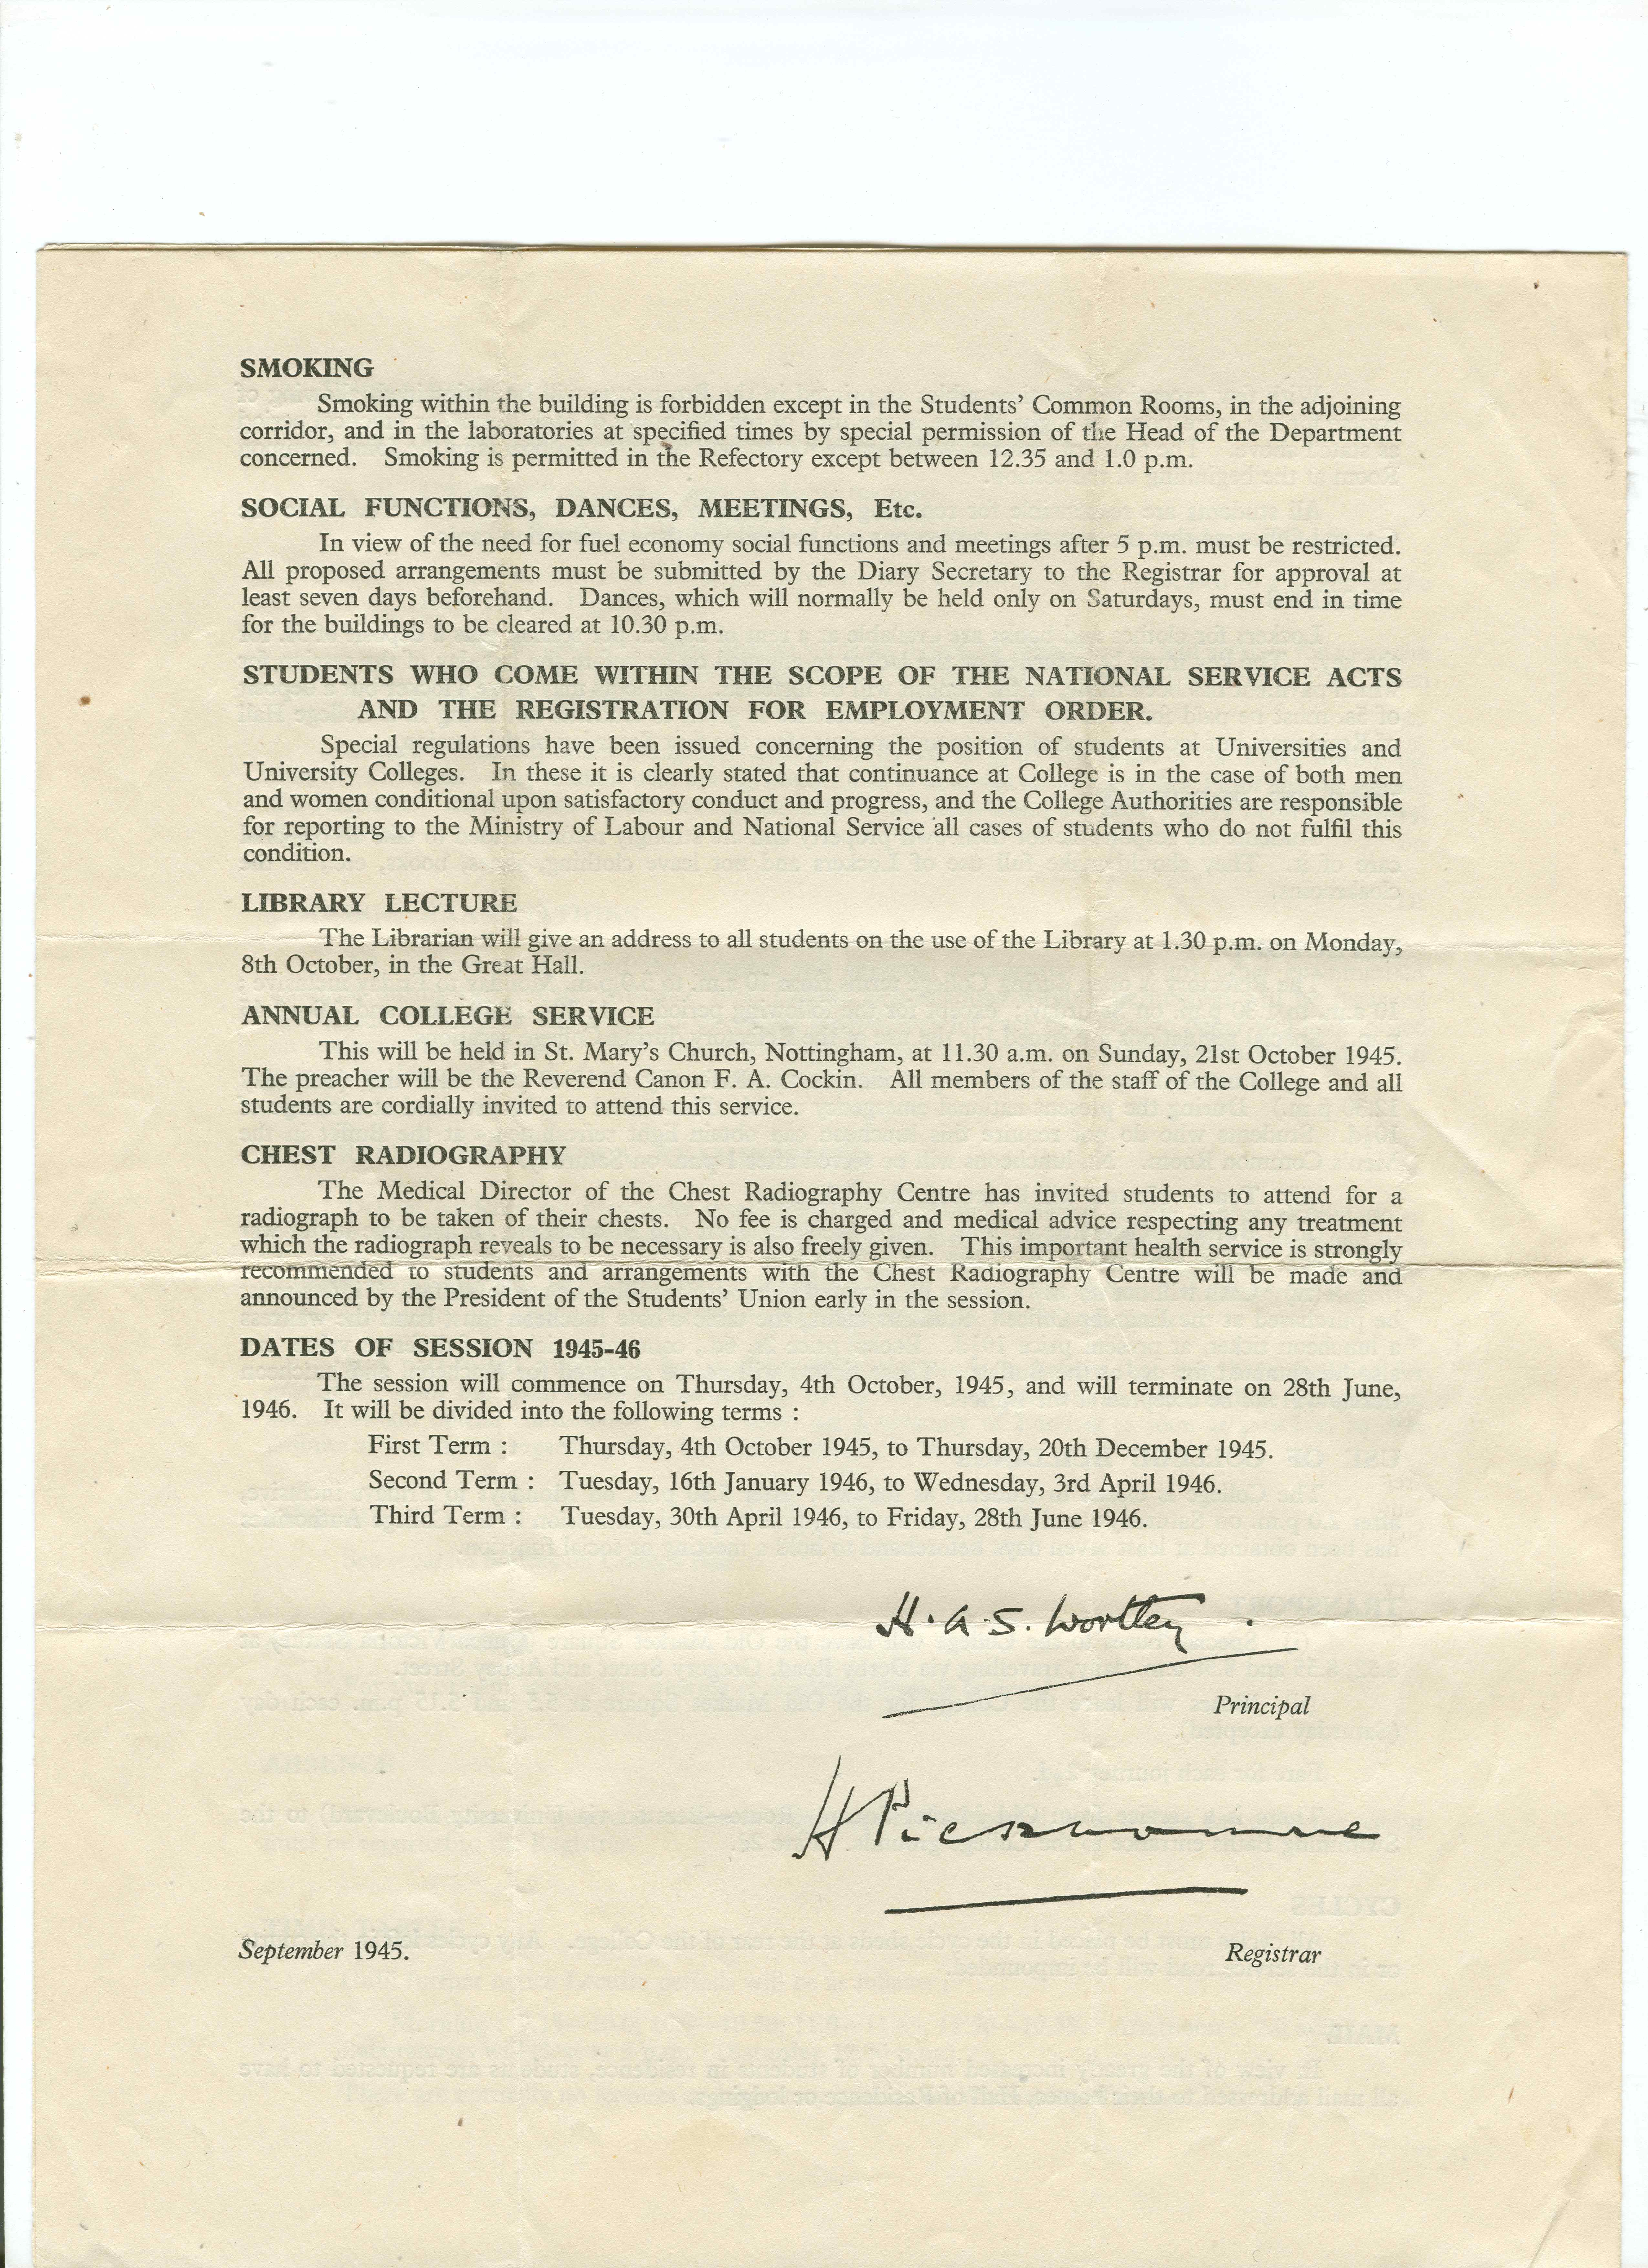 SMOKING
Smoking within the building is forbidden except in the Students' Common Rooms, in the adjoining
corridor, and in the laboratories at specified times by special permission of the Head of the Department
concerned. Smoking is permitted in the Refectory except between 12.35 and 1.0 p.m.
SOCIAL FUNCTIONS, DANCES, MEETINGS, Etc.
In view of the need for fuel economy social functions and meetings after 5 p.m. must be restricted.
All proposed arrangements must be submitted by the Diary Secretary to the Registrar for approval at
least seven days beforehand. Dances, which will normally be held only on Saturdays, must end in time
for the buildings to be cleared at 10.30 p.m.
STUDENTS WHO COME WITHIN THE SCOPE OF THE NATIONAL SERVICE ACTS
AND THE REGISTRATION FOR EMPLOYMENT ORDER.
Special regulations have been issued concerning the position of students at Universities and
University Colleges. In these it is clearly stated that continuance at College is in the case of both men
and women conditional upon satisfactory conduct and progress, and the College Authorities are responsible
for reporting to the Ministry of Labour and National Service all cases of students who do not fulfil this
condition.
LIBRARY LECTURE
The Librarian will give an address to all students on the use of the Library at 1.30 p.m. on Monday,
8th October, in the Great Hall.
ANNUAL COLLEGE SERVICE
This will be held in St. Mary's Church, Nottingham, at 11.30 a.m. on Sunday, 21st October 1945.
The preacher will be the Reverend Canon F. A. Cockin. All members of the staff of the College and all
students are cordially invited to attend this service.
CHEST RADIOGRAPHY
The Medical Director of the Chest Radiography Centre has invited students to attend for a
radiograph to be taken of their chests. No fee is charged and medical advice respecting any treatment
which the radiograph reveals to be necessary is also freely given. This important health service is strongly
recommended to students and arrangements with the Chest Radiography Centre will be made and
announced by the President of the Students' Union early in the session.
DATES OF SESSION 1945-46
The session will commence on Thursday, 4th October, 1945, and will terminate on 28th June,
1946. It will be divided into the following terms :
First Term : Thursday, 4th October 1945, to Thursday, 20th December 1945.
Second Term : Tuesday, 16th January 1946, to Wednesday, 3rd April 1946.
Third Term : Tuesday, 30th April 1946, to Friday, 28th June 1946.
H. A. S. Wortley.
Principal
September 1945. Registrar